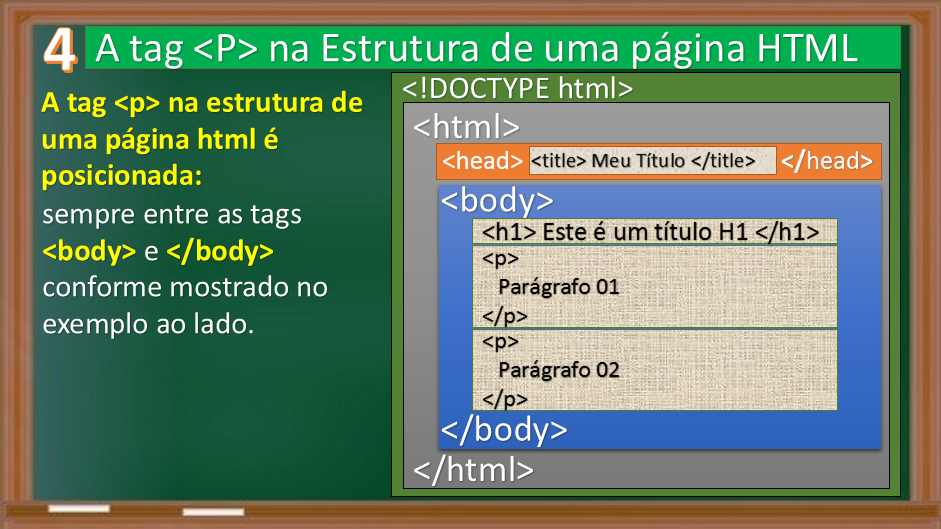 4 A tag <P> na Estrutura de uma página HTML
A tag <p> na estrutura de
uma página html é
posicionada:
sempre entre as tags
<body> e </body>
conforme mostrado no
exemplo ao lado.
<!DOCTYPE html>
<html>
<head> <title> Meu Título </title> </head>
<body>
<h1> Este é um título H1 </h1>
<p>
Parágrafo 01
</p>
<p>
Parágrafo 02
</p>
</body>
</html>